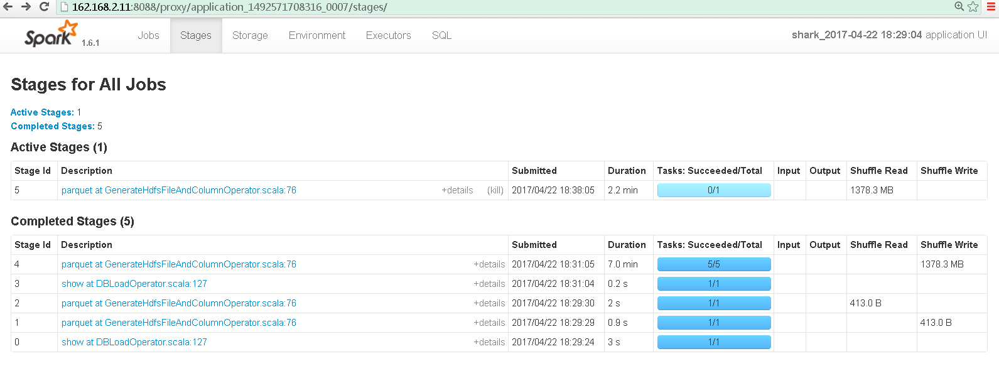 162.168.2.11:8088/proxy/application_1492571708316_0007/stages/
Spark 1.6.1 Jobs Stages Storage Environment Executors SQL shark_2017-04-22 18:29:04 application UI
Stages for All Jobs
Active Stages: 1
Completed Stages: 5
Active Stages (1)
Stage Id Description Submitted Duration Tasks: Succeeded/Total Input Output Shuffle Read Shuffle Write
5 parquet at GenerateHdfsFileAndColumnOperator.scala:76 +details (kill) 2017/04/22 18:38:05 2.2 min 0/1 1378.3 MB
Completed Stages (5)
Stage Id Description Submitted Duration Tasks: Succeeded/Total Input Output Shuffle Read Shuffle Write
4 parquet at GenerateHdfsFileAndColumnOperator.scala:76 +details 2017/04/22 18:31:05 7.0 min 5/5 1378.3 MB
3 show at DBLoadOperator.scala:127 +details 2017/04/22 18:31:04 0.2 s 1/1
2 parquet at GenerateHdfsFileAndColumnOperator.scala:76 +details 2017/04/22 18:29:30 2 s 1/1 413.0 B
1 parquet at GenerateHdfsFileAndColumnOperator.scala:76 +details 2017/04/22 18:29:29 0.9 s 1/1 413.0 B
0 show at DBLoadOperator.scala:127 +details 2017/04/22 18:29:24 3 s 1/1